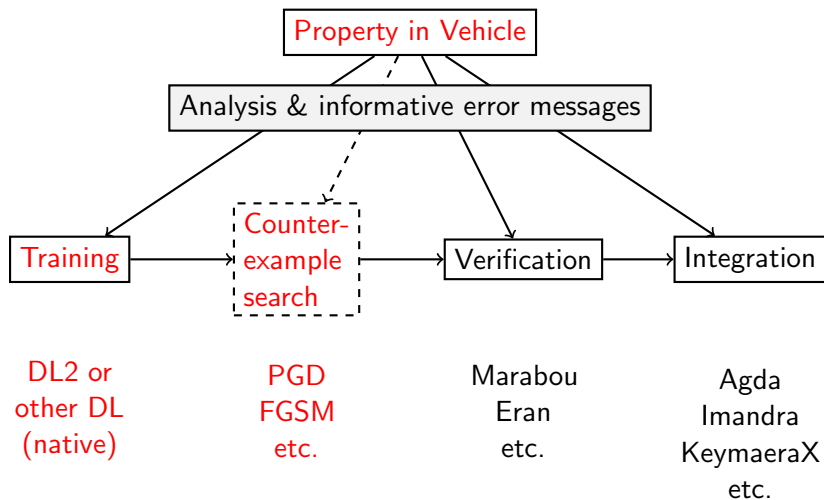 Property in Vehicle
Analysis & informative error messages
Training
Counter-
example
search
Verification
Integration
DL2 or
other DL
(native)
PGD
FGSM
etc.
Marabou
Eran
etc.
Agda
Imandra
KeymaeraX
etc.